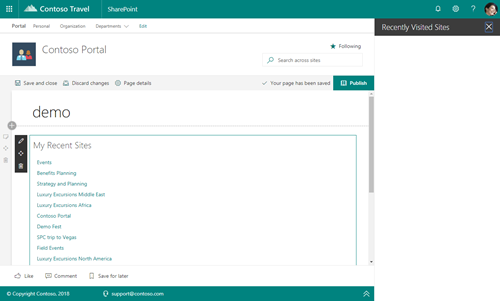 Contoso Travel SharePoint
Recently Visited Sites
Portal Personal Organisation Departments Edit
Contoso Portal
Following
Search across sites
Save and close Discard changes Page details Your page has been saved Publish
demo
My Recent Sites
Events
Benefits Planning
Strategy and Planning
Luxury Excursions Middle East
Luxury Excursions Africa
Contoso Portal
Demo Fest
SPC trip to Vegas
Field Events
Luxury Excursions North America
Like Comment Save for later
© Copyright Contoso, 2018 support@contoso.com